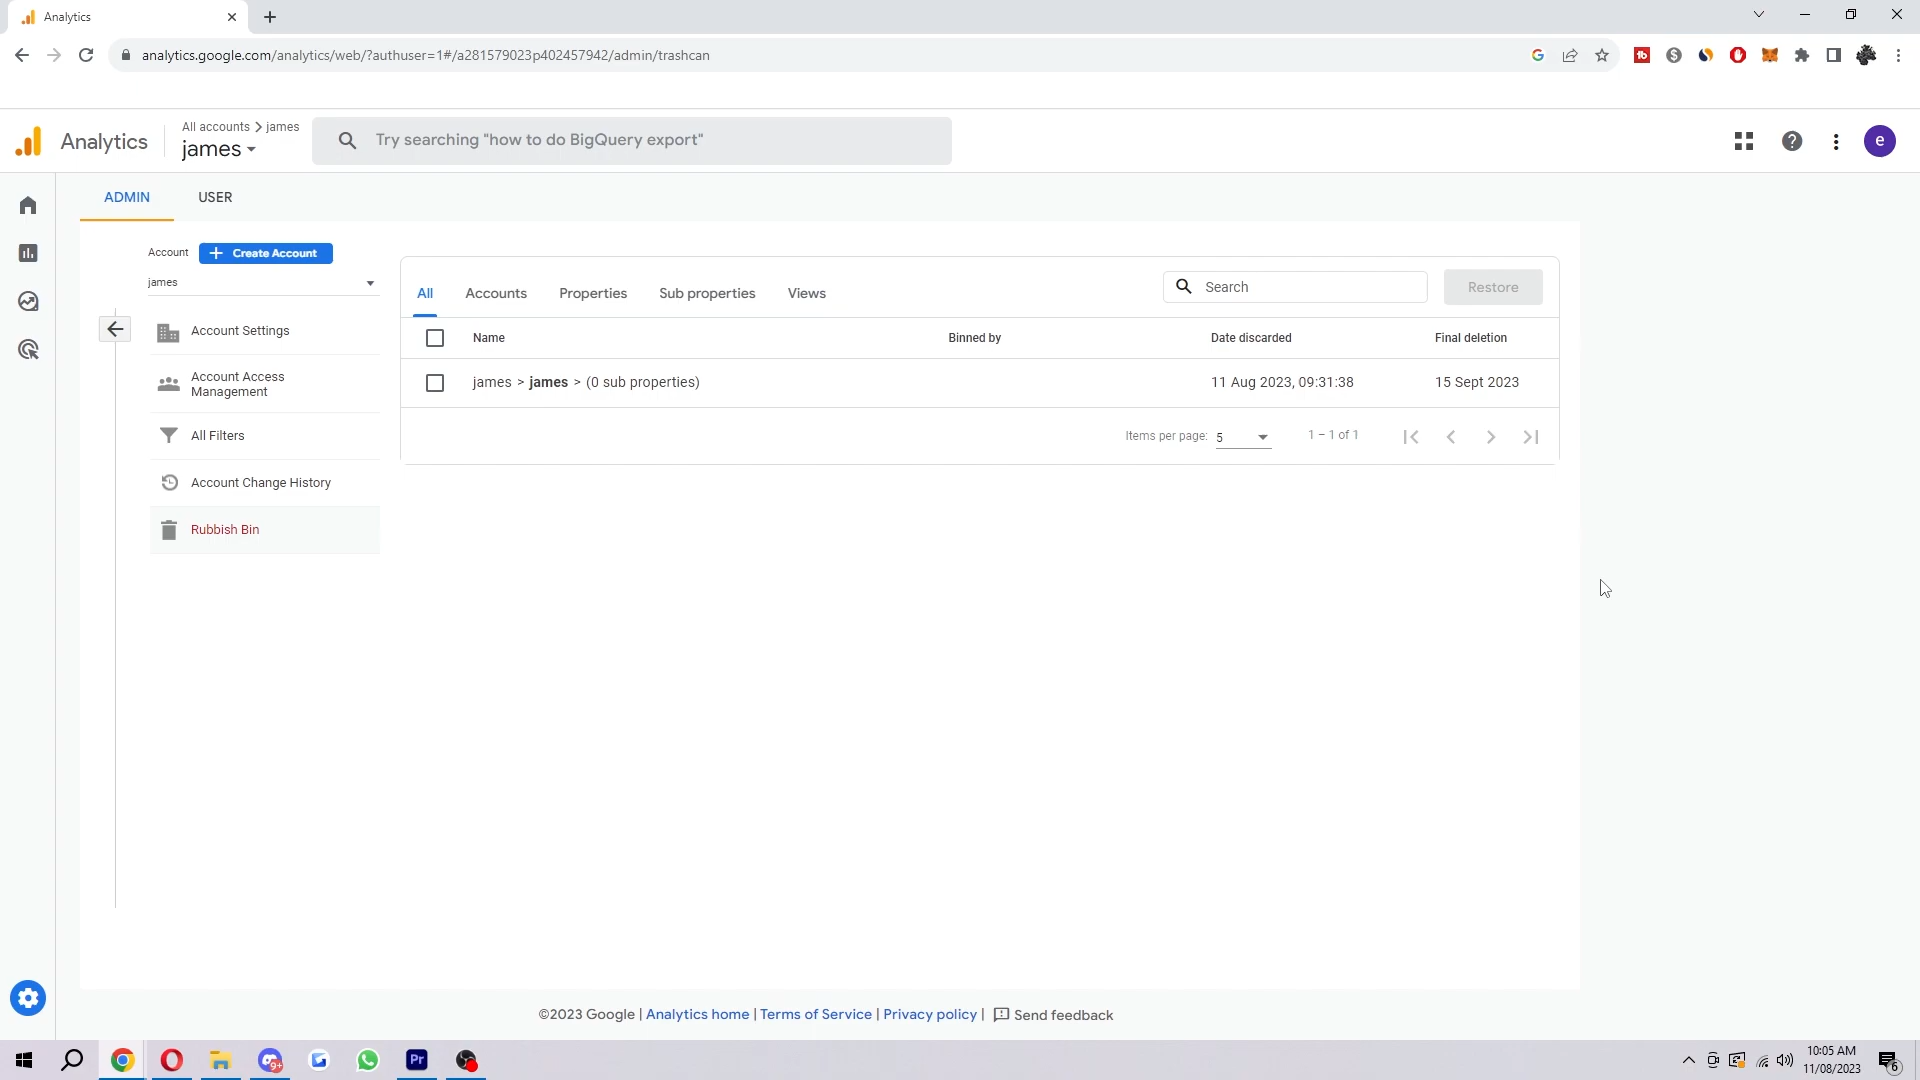 Analytics
analytics.google.com/analytics/web/?authuser=1#/a281579023p402457942/admin/trashcan
Analytics
All accounts > james
james
Try searching "how to do BigQuery export"
e
ADMIN
USER
Account
Create Account
james
Account Settings
Account Access
Management
All Filters
Account Change History
Rubbish Bin
All
Accounts
Properties
Sub properties
Views
Search
Restore
Name
Binned by
Date discarded
Final deletion
james > james > (0 sub properties)
11 Aug 2023, 09:31:38
15 Sept 2023
Items per page:
5
1 – 1 of 1
©2023 Google | Analytics home | Terms of Service | Privacy policy | Send feedback
9+
Pr
10:05 AM
11/08/2023
6